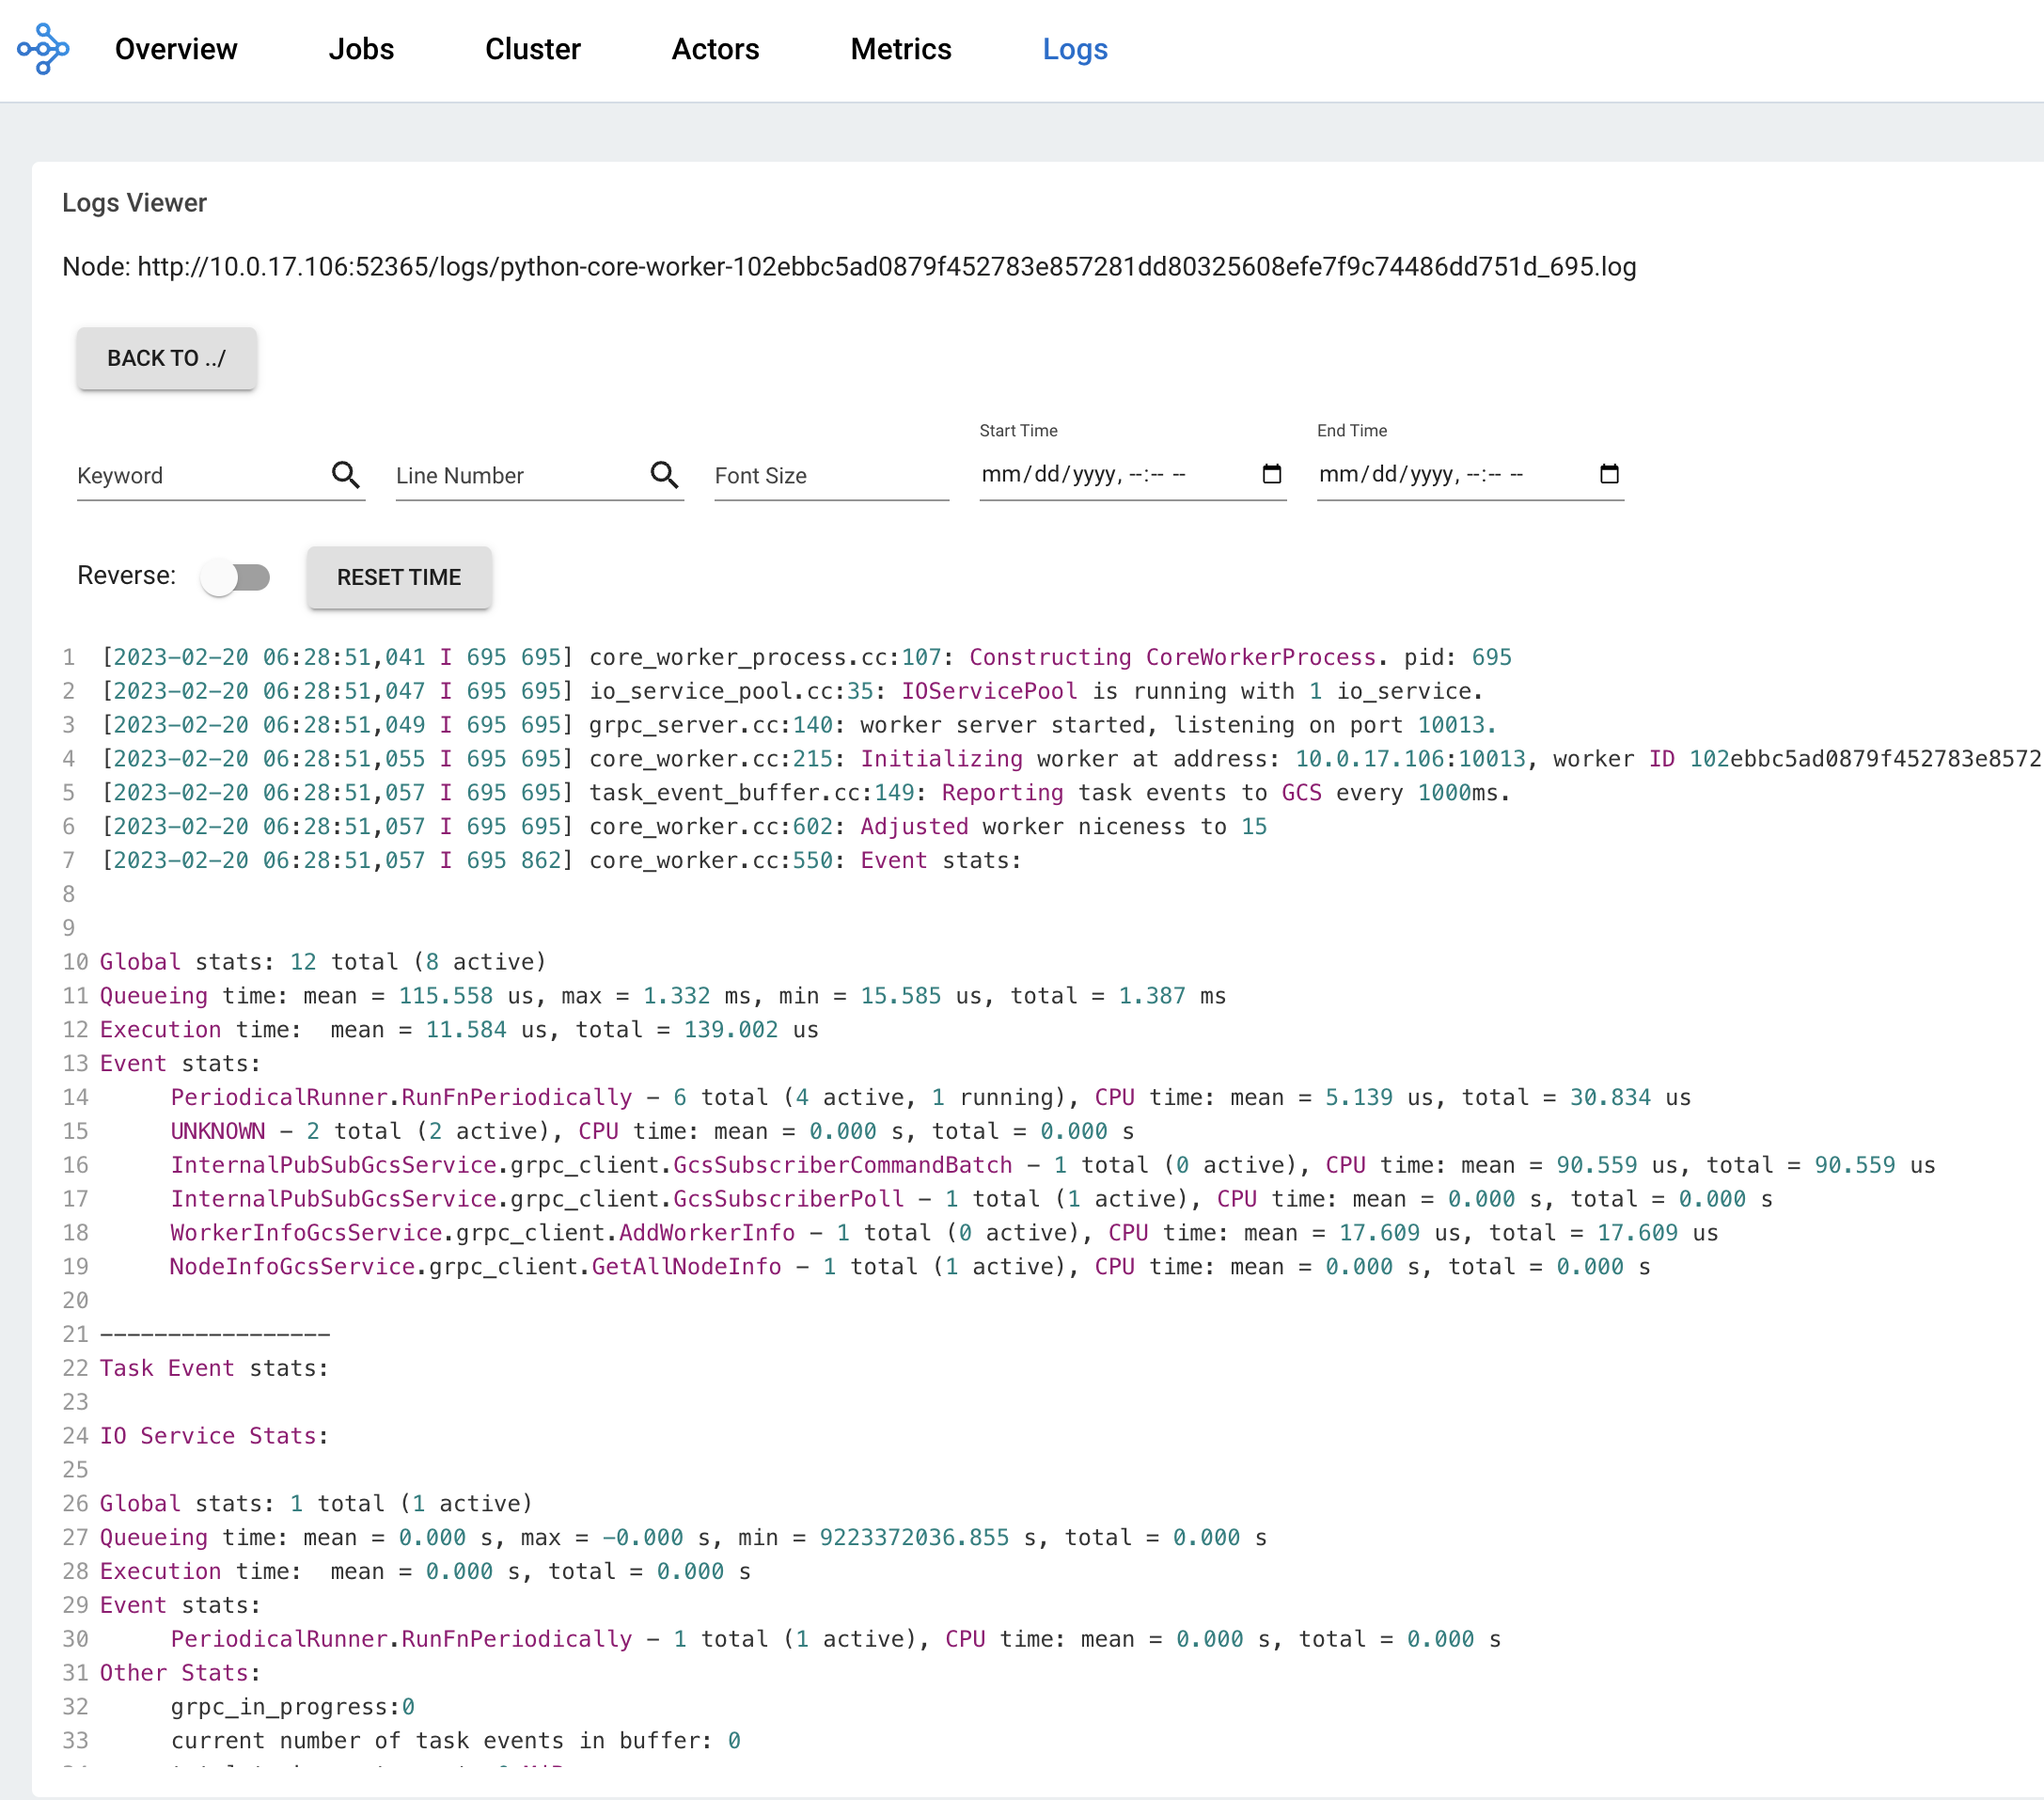 Overview Jobs Cluster Actors Metrics Logs
Logs Viewer
Node: http://10.0.17.106:52365/logs/python-core-worker-102ebbc5ad0879f452783e857281dd80325608efe7f9c74486dd751d_695.log
BACK TO ../
Start Time End Time
Keyword Line Number Font Size mm/dd/yyyy, --:-- -- mm/dd/yyyy, --:-- --
Reverse: RESET TIME
1 [2023-02-20 06:28:51,041 I 695 695] core_worker_process.cc:107: Constructing CoreWorkerProcess. pid: 695
2 [2023-02-20 06:28:51,047 I 695 695] io_service_pool.cc:35: IOServicePool is running with 1 io_service.
3 [2023-02-20 06:28:51,049 I 695 695] grpc_server.cc:140: worker server started, listening on port 10013.
4 [2023-02-20 06:28:51,055 I 695 695] core_worker.cc:215: Initializing worker at address: 10.0.17.106:10013, worker ID 102ebbc5ad0879f452783e8572
5 [2023-02-20 06:28:51,057 I 695 695] task_event_buffer.cc:149: Reporting task events to GCS every 1000ms.
6 [2023-02-20 06:28:51,057 I 695 695] core_worker.cc:602: Adjusted worker niceness to 15
7 [2023-02-20 06:28:51,057 I 695 862] core_worker.cc:550: Event stats:
8
9
10 Global stats: 12 total (8 active)
11 Queueing time: mean = 115.558 us, max = 1.332 ms, min = 15.585 us, total = 1.387 ms
12 Execution time:  mean = 11.584 us, total = 139.002 us
13 Event stats:
14 PeriodicalRunner.RunFnPeriodically - 6 total (4 active, 1 running), CPU time: mean = 5.139 us, total = 30.834 us
15 UNKNOWN - 2 total (2 active), CPU time: mean = 0.000 s, total = 0.000 s
16 InternalPubSubGcsService.grpc_client.GcsSubscriberCommandBatch - 1 total (0 active), CPU time: mean = 90.559 us, total = 90.559 us
17 InternalPubSubGcsService.grpc_client.GcsSubscriberPoll - 1 total (1 active), CPU time: mean = 0.000 s, total = 0.000 s
18 WorkerInfoGcsService.grpc_client.AddWorkerInfo - 1 total (0 active), CPU time: mean = 17.609 us, total = 17.609 us
19 NodeInfoGcsService.grpc_client.GetAllNodeInfo - 1 total (1 active), CPU time: mean = 0.000 s, total = 0.000 s
20
21 -----------------
22 Task Event stats:
23
24 IO Service Stats:
25
26 Global stats: 1 total (1 active)
27 Queueing time: mean = 0.000 s, max = -0.000 s, min = 9223372036.855 s, total = 0.000 s
28 Execution time:  mean = 0.000 s, total = 0.000 s
29 Event stats:
30 PeriodicalRunner.RunFnPeriodically - 1 total (1 active), CPU time: mean = 0.000 s, total = 0.000 s
31 Other Stats:
32 grpc_in_progress:0
33 current number of task events in buffer: 0